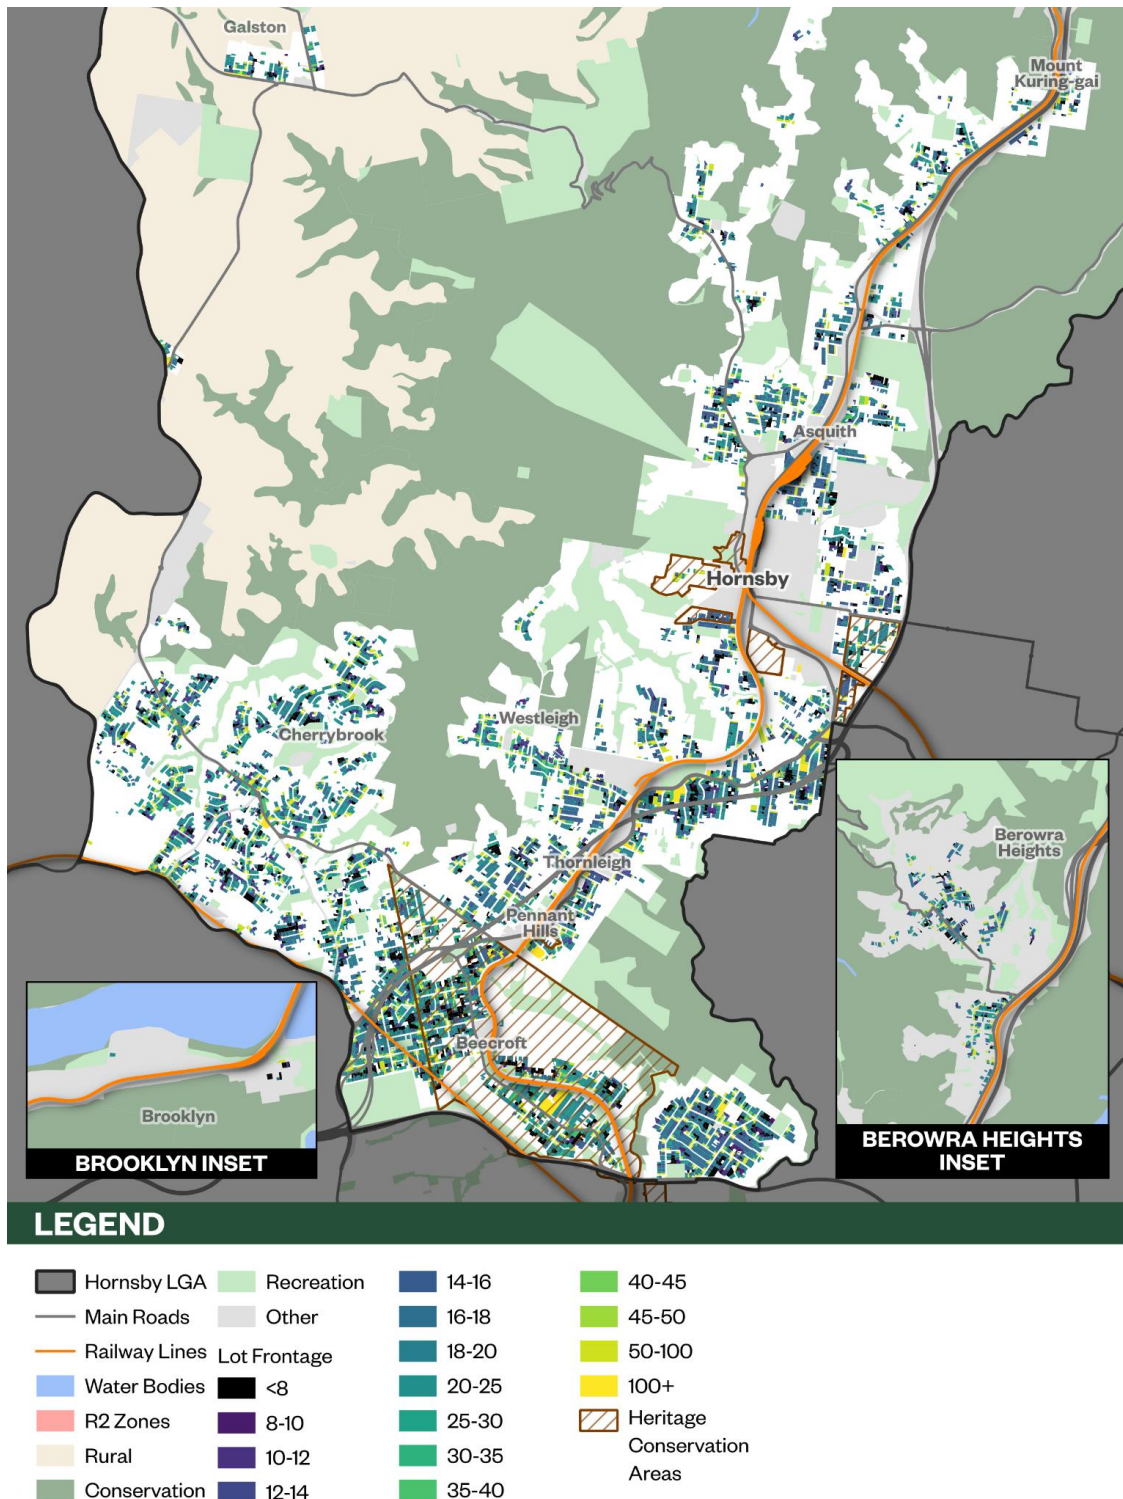 Galston
Mount
Kuring-gai
Asquith
Hornsby
Westleigh
Cherrybrook
Thornleigh
Pennant
Hills
Beecroft
Berowra
Heights
BEROWRA HEIGHTS
INSET
Brooklyn
BROOKLYN INSET
LEGEND
Hornsby LGA
Main Roads
Railway Lines
Water Bodies
R2 Zones
Rural
Conservation
Recreation
Other
Lot Frontage
<8
8-10
10-12
12-14
14-16
16-18
18-20
20-25
25-30
30-35
35-40
40-45
45-50
50-100
100+
Heritage
Conservation
Areas